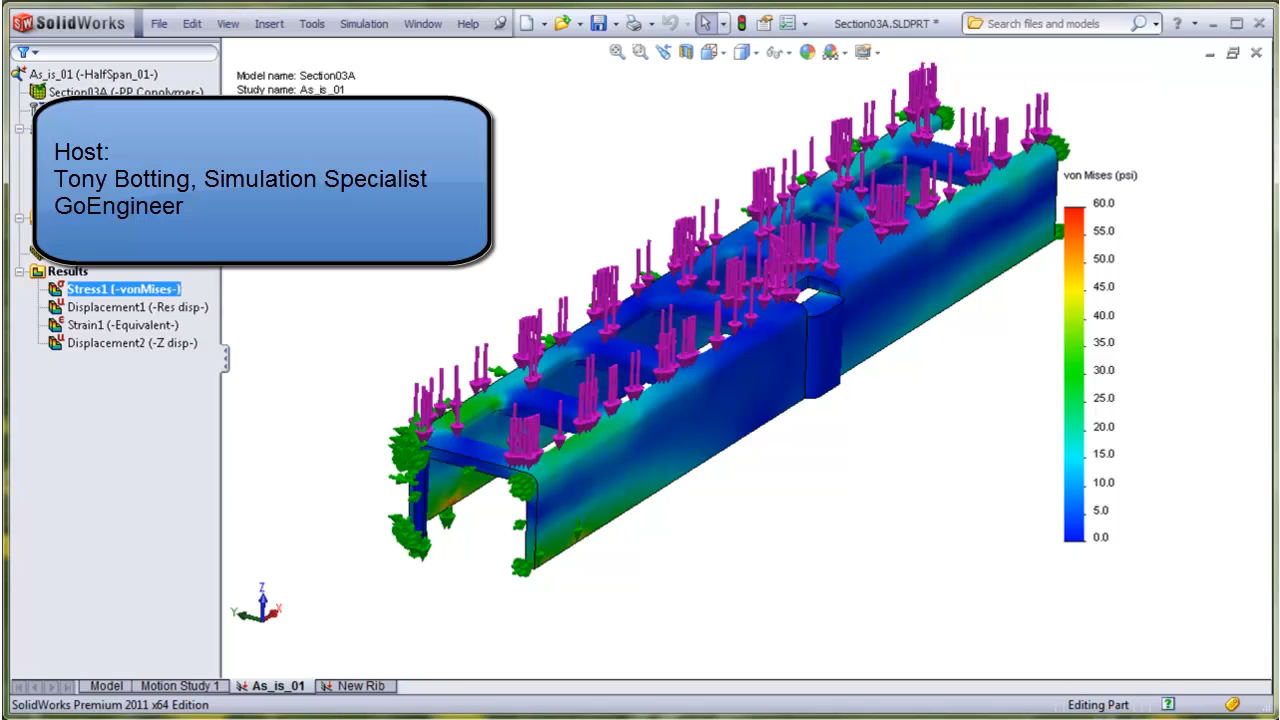 SolidWorks
File Edit View Insert Tools Simulation Window Help
Section03A.SLDPRT *
Search files and models
As_is_01 (-HalfSpan_01-)
Section03A (-PP Copolymer-)
Model name: Section03A
Study name: As_is_01
Host:
Tony Botting, Simulation Specialist
GoEngineer
Results
Stress1 (-vonMises-)
Displacement1 (-Res disp-)
Strain1 (-Equivalent-)
Displacement2 (-Z disp-)
von Mises (psi)
60.0
55.0
50.0
45.0
40.0
35.0
30.0
25.0
20.0
15.0
10.0
5.0
0.0
Z
Y
X
Model Motion Study 1 As_is_01 New Rib
SolidWorks Premium 2011 x64 Edition
Editing Part